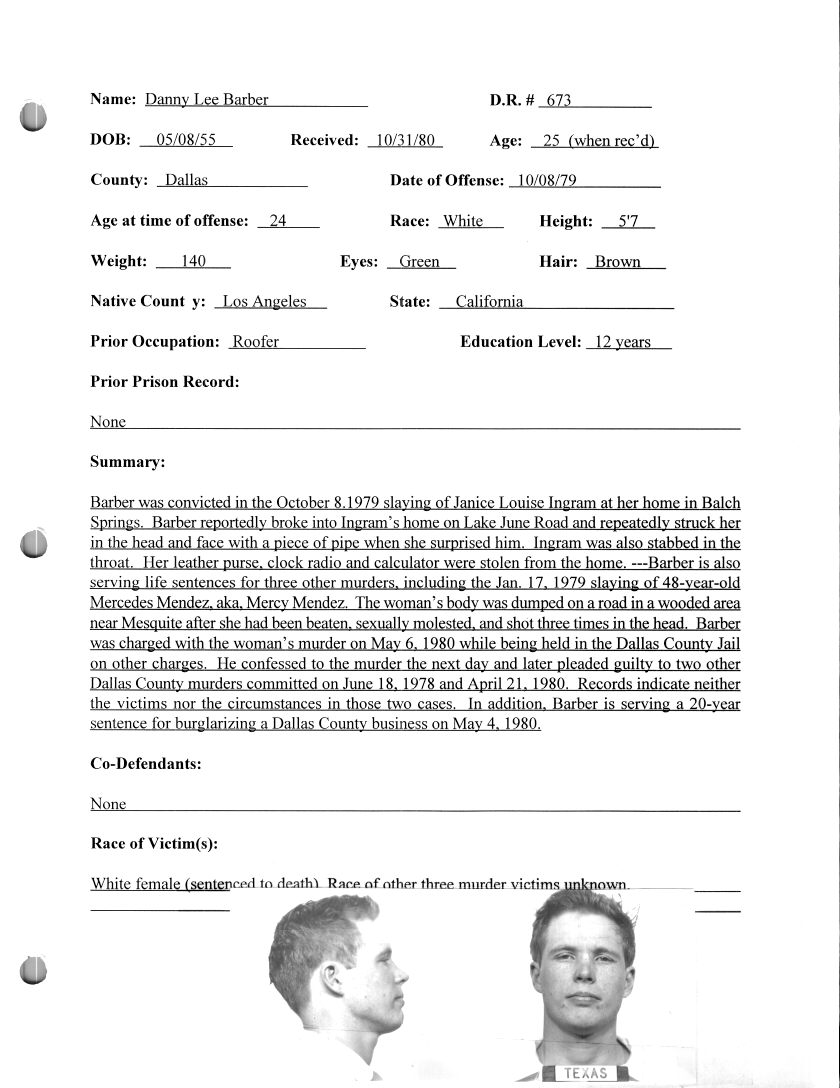 Name: Danny Lee Barber D.R. # 673
DOB: 05/08/55 Received: 10/31/80 Age: 25 (when rec'd)
County: Dallas Date of Offense: 10/08/79
Age at time of offense: 24 Race: White Height: 5'7
Weight: 140 Eyes: Green Hair: Brown
Native Count y: Los Angeles State: California
Prior Occupation: Roofer Education Level: 12 years
Prior Prison Record:
None
Summary:
Barber was convicted in the October 8.1979 slaying of Janice Louise Ingram at her home in Balch
Springs. Barber reportedly broke into Ingram's home on Lake June Road and repeatedly struck her
in the head and face with a piece of pipe when she surprised him. Ingram was also stabbed in the
throat. Her leather purse, clock radio and calculator were stolen from the home. ---Barber is also
serving life sentences for three other murders, including the Jan. 17, 1979 slaying of 48-year-old
Mercedes Mendez, aka, Mercy Mendez. The woman's body was dumped on a road in a wooded area
near Mesquite after she had been beaten, sexually molested, and shot three times in the head. Barber
was charged with the woman's murder on May 6, 1980 while being held in the Dallas County Jail
on other charges. He confessed to the murder the next day and later pleaded guilty to two other
Dallas County murders committed on June 18, 1978 and April 21, 1980. Records indicate neither
the victims nor the circumstances in those two cases. In addition, Barber is serving a 20-year
sentence for burglarizing a Dallas County business on May 4, 1980.
Co-Defendants:
None
Race of Victim(s):
White female (sentenced to death) Race of other three murder victims unknown.
TEXAS